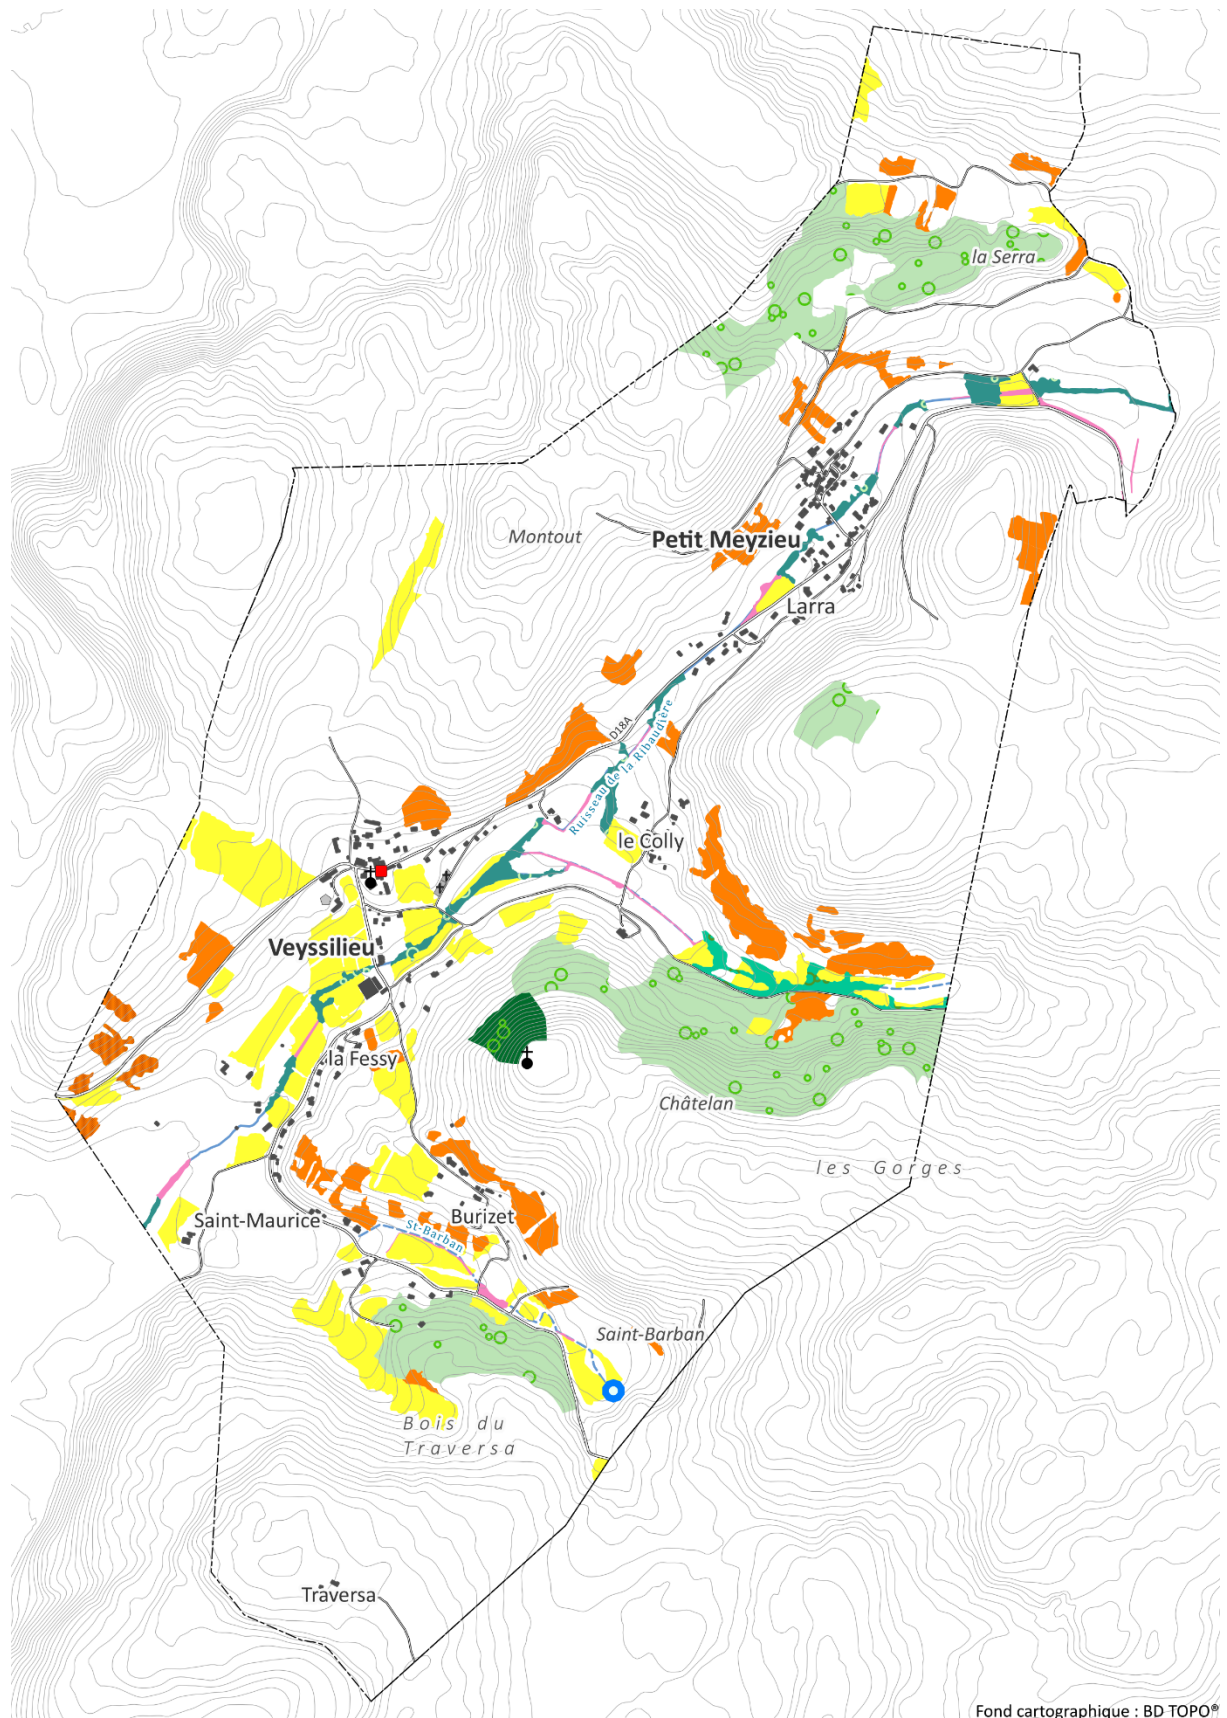 la Serra
Montout
Petit Meyzieu
Larra
D18A
Ruisseau de la Ribaudière
le Colly
Veyssilieu
la Fessy
Châtelan
les Gorges
Saint-Maurice
Burizet
St-Barban
Saint-Barban
Bois du
Traversa
Traversa
Fond cartographique : BD TOPO®